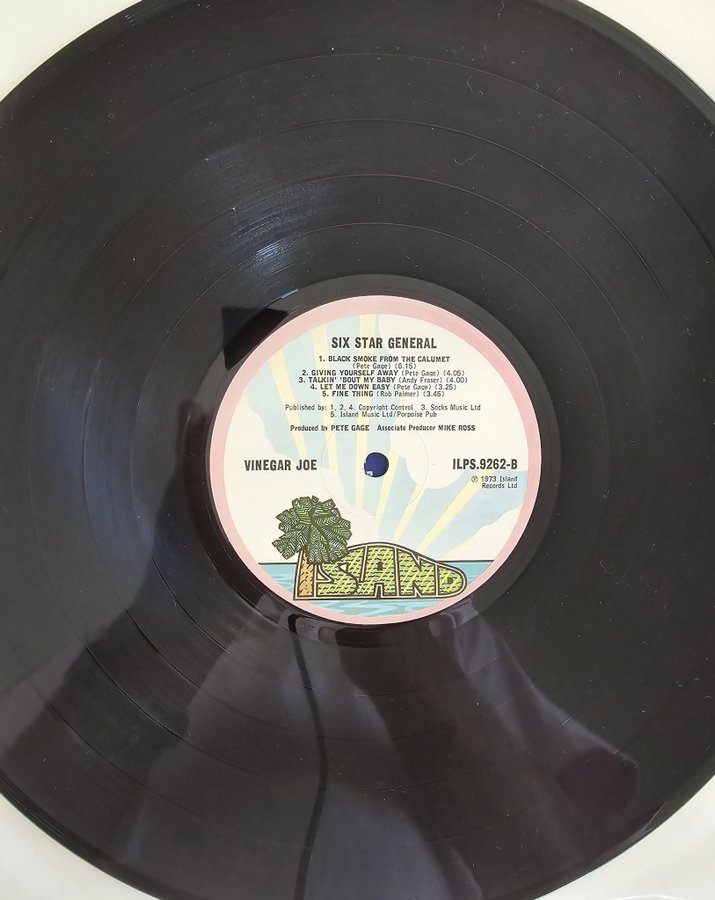 SIX STAR GENERAL
1. BLACK SMOKE FROM THE CALUMET
(Pete Gage) (6.15)
2. GIVING YOURSELF AWAY (Pete Gage) (4.05)
3. TALKIN' 'BOUT MY BABY (Andy Fraser) (4.00)
4. LET ME DOWN EASY (Pete Gage) (3.25)
5. FINE THING (Rob Palmer) (3.45)
Published by: 1, 2, 4. Copyright Control 3. Socks Music Ltd
5. Island Music Ltd/Porpoise Pub
Produced by PETE GAGE Associate Producer MIKE ROSS
VINEGAR JOE
ILPS.9262-B
℗ 1973 Island
Records Ltd
ISLAND